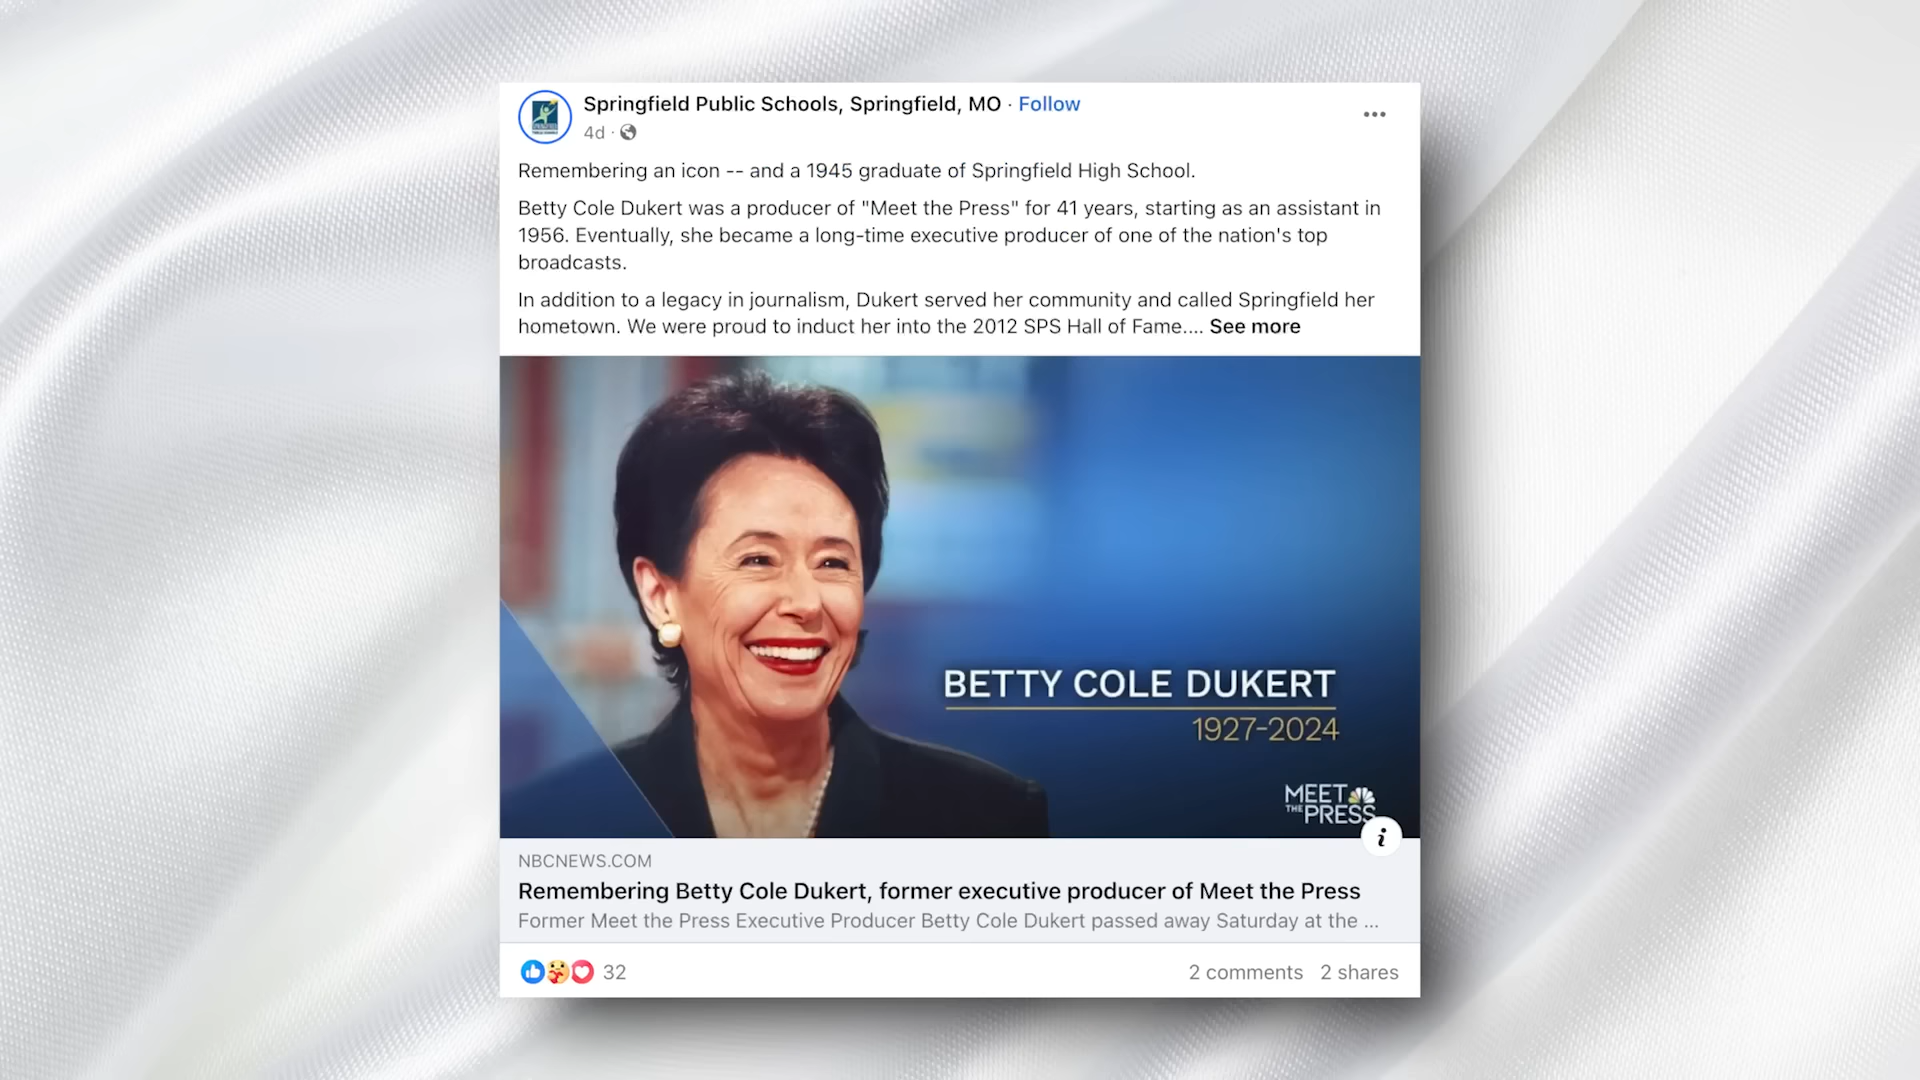 Springfield Public Schools, Springfield, MO · Follow
4d ·
Remembering an icon -- and a 1945 graduate of Springfield High School.
Betty Cole Dukert was a producer of "Meet the Press" for 41 years, starting as an assistant in
1956. Eventually, she became a long-time executive producer of one of the nation's top
broadcasts.
In addition to a legacy in journalism, Dukert served her community and called Springfield her
hometown. We were proud to induct her into the 2012 SPS Hall of Fame.... See more
BETTY COLE DUKERT
1927-2024
MEET
THE PRESS
i
NBCNEWS.COM
Remembering Betty Cole Dukert, former executive producer of Meet the Press
Former Meet the Press Executive Producer Betty Cole Dukert passed away Saturday at the ...
32
2 comments 2 shares